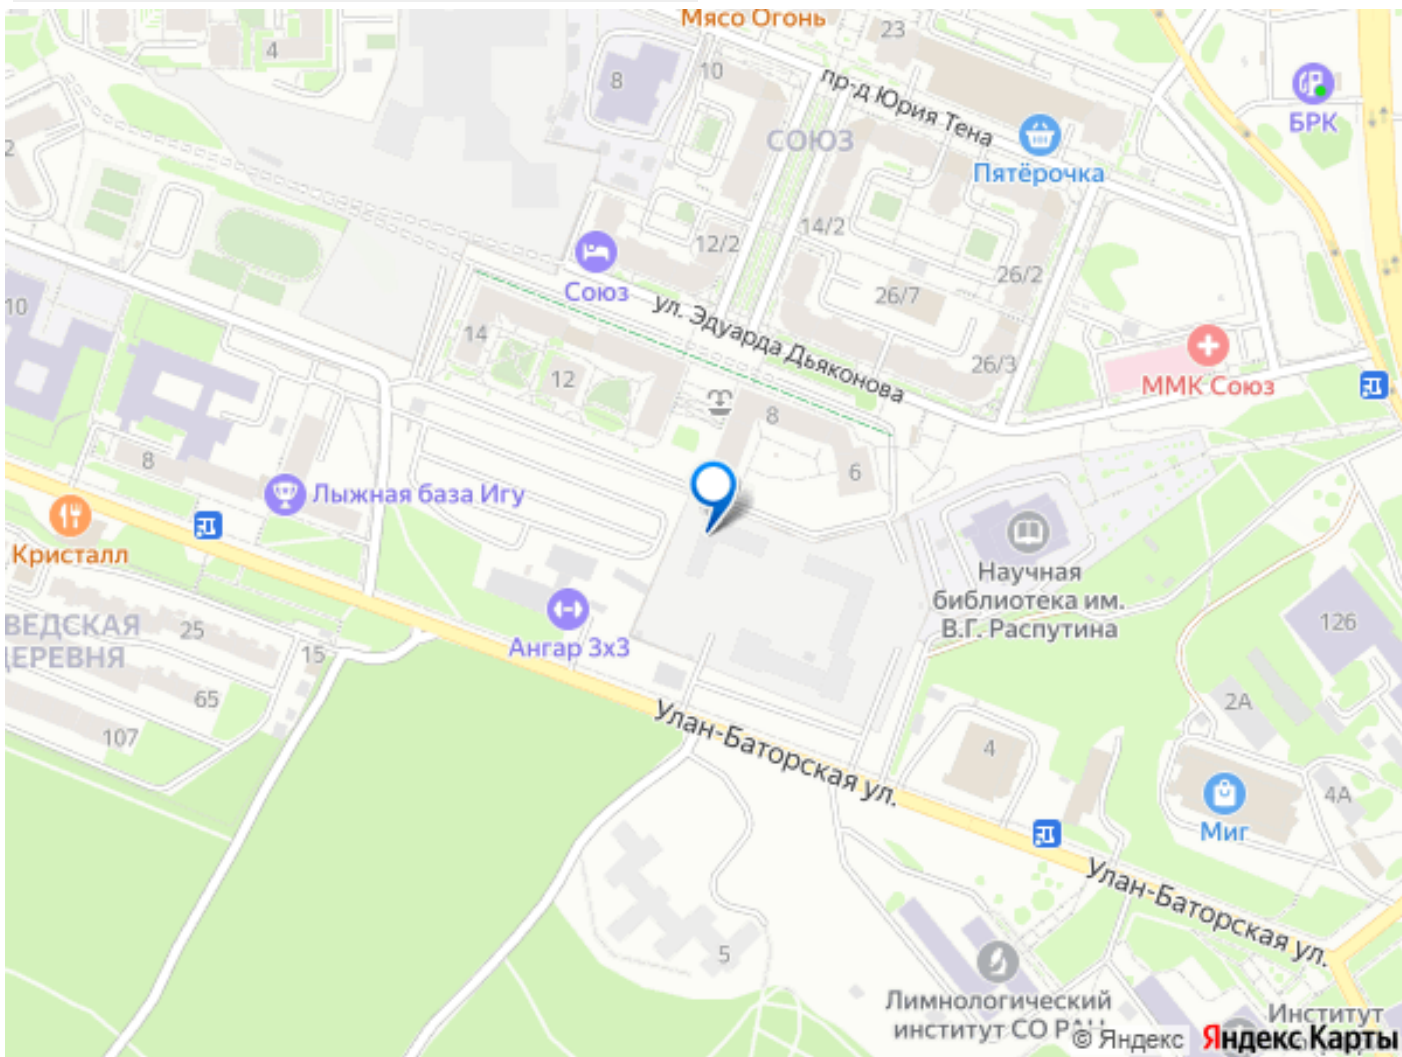 Мясо Огонь
23
4
8
10
пр-д Юрия Тена
БРК
СОЮЗ
Пятёрочка
2
12/2
14/2
26/2
Союз
26/7
ул. Эдуарда Дьяконова
10
14
26/3
12
ММК Союз
8
6
8
Лыжная база Игу
Кристалл
Научная
библиотека им.
В.Г. Распутина
ВЕДСКАЯ
ДЕРЕВНЯ
25
15
Ангар 3х3
126
65
107
2А
Улан-Баторская ул.
4
4А
Миг
Улан-Баторская ул.
5
Лимнологический
институт СО РАН
Институт
© Яндекс Яндекс Карты